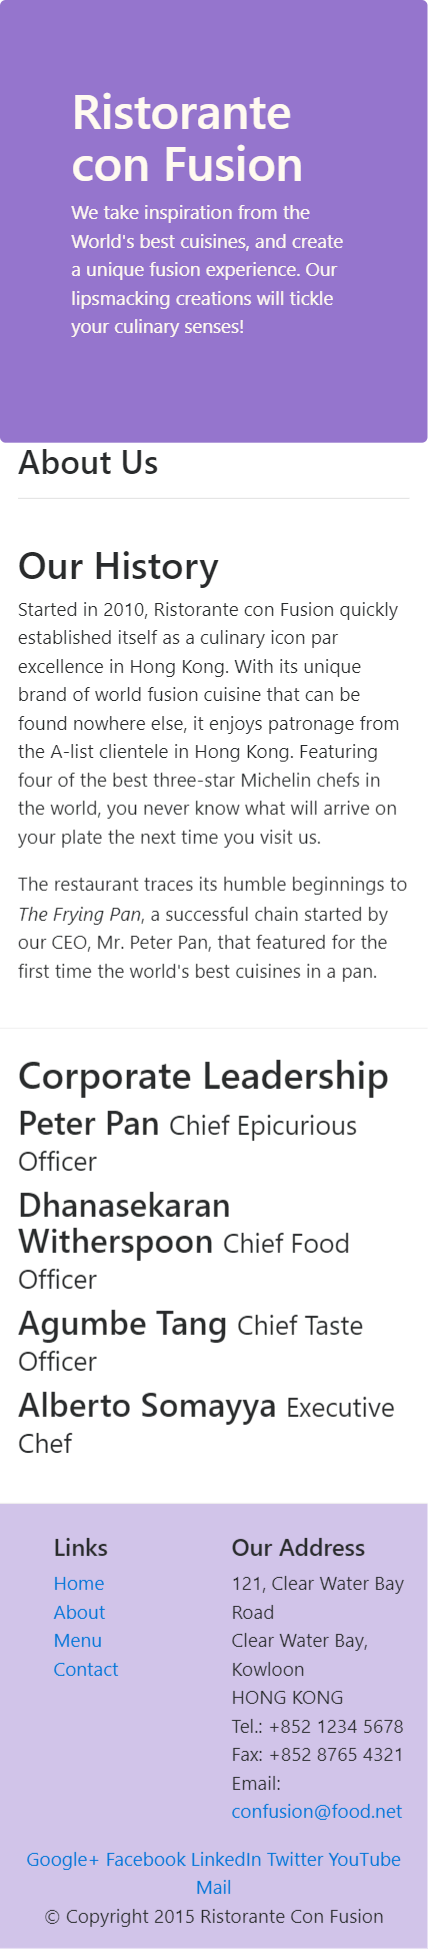 Ristorante
con Fusion
We take inspiration from the
World's best cuisines, and create
a unique fusion experience. Our
lipsmacking creations will tickle
your culinary senses!
About Us
Our History
Started in 2010, Ristorante con Fusion quickly
established itself as a culinary icon par
excellence in Hong Kong. With its unique
brand of world fusion cuisine that can be
found nowhere else, it enjoys patronage from
the A-list clientele in Hong Kong. Featuring
four of the best three-star Michelin chefs in
the world, you never know what will arrive on
your plate the next time you visit us.
The restaurant traces its humble beginnings to
The Frying Pan, a successful chain started by
our CEO, Mr. Peter Pan, that featured for the
first time the world's best cuisines in a pan.
Corporate Leadership
Peter Pan Chief Epicurious
Officer
Dhanasekaran
Witherspoon Chief Food
Officer
Agumbe Tang Chief Taste
Officer
Alberto Somayya Executive
Chef
Links
Home
About
Menu
Contact
Our Address
121, Clear Water Bay
Road
Clear Water Bay,
Kowloon
HONG KONG
Tel.: +852 1234 5678
Fax: +852 8765 4321
Email:
confusion@food.net
Google+ Facebook LinkedIn Twitter YouTube
Mail
© Copyright 2015 Ristorante Con Fusion